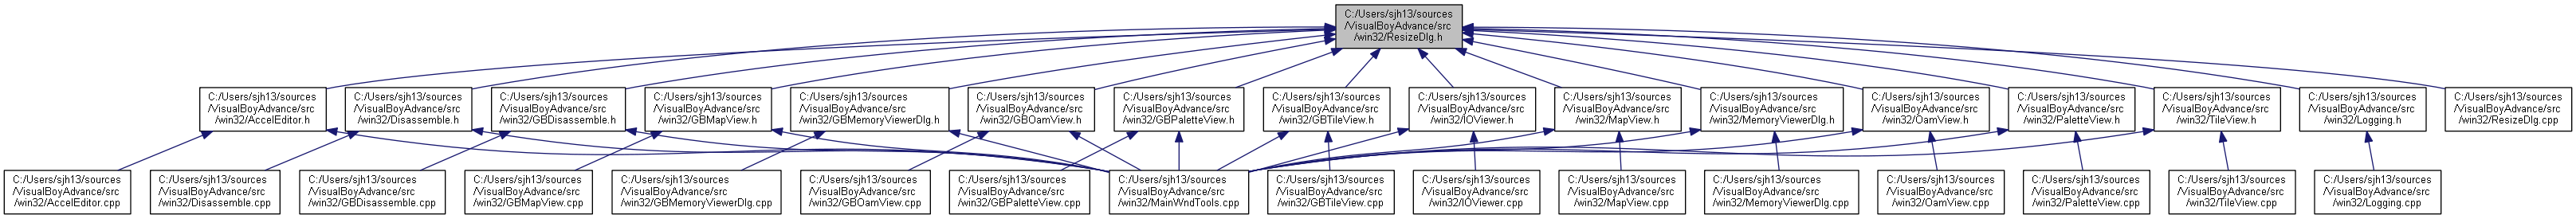 C:/Users/sjh13/sources
/VisualBoyAdvance/src
/win32/ResizeDlg.h
C:/Users/sjh13/sources
/VisualBoyAdvance/src
/win32/AccelEditor.h
C:/Users/sjh13/sources
/VisualBoyAdvance/src
/win32/Disassemble.h
C:/Users/sjh13/sources
/VisualBoyAdvance/src
/win32/GBDisassemble.h
C:/Users/sjh13/sources
/VisualBoyAdvance/src
/win32/GBMapView.h
C:/Users/sjh13/sources
/VisualBoyAdvance/src
/win32/GBMemoryViewerDlg.h
C:/Users/sjh13/sources
/VisualBoyAdvance/src
/win32/GBOamView.h
C:/Users/sjh13/sources
/VisualBoyAdvance/src
/win32/GBPaletteView.h
C:/Users/sjh13/sources
/VisualBoyAdvance/src
/win32/GBTileView.h
C:/Users/sjh13/sources
/VisualBoyAdvance/src
/win32/IOViewer.h
C:/Users/sjh13/sources
/VisualBoyAdvance/src
/win32/MapView.h
C:/Users/sjh13/sources
/VisualBoyAdvance/src
/win32/MemoryViewerDlg.h
C:/Users/sjh13/sources
/VisualBoyAdvance/src
/win32/OamView.h
C:/Users/sjh13/sources
/VisualBoyAdvance/src
/win32/PaletteView.h
C:/Users/sjh13/sources
/VisualBoyAdvance/src
/win32/TileView.h
C:/Users/sjh13/sources
/VisualBoyAdvance/src
/win32/Logging.h
C:/Users/sjh13/sources
/VisualBoyAdvance/src
/win32/ResizeDlg.cpp
C:/Users/sjh13/sources
/VisualBoyAdvance/src
/win32/AccelEditor.cpp
C:/Users/sjh13/sources
/VisualBoyAdvance/src
/win32/Disassemble.cpp
C:/Users/sjh13/sources
/VisualBoyAdvance/src
/win32/GBDisassemble.cpp
C:/Users/sjh13/sources
/VisualBoyAdvance/src
/win32/GBMapView.cpp
C:/Users/sjh13/sources
/VisualBoyAdvance/src
/win32/GBMemoryViewerDlg.cpp
C:/Users/sjh13/sources
/VisualBoyAdvance/src
/win32/GBOamView.cpp
C:/Users/sjh13/sources
/VisualBoyAdvance/src
/win32/GBPaletteView.cpp
C:/Users/sjh13/sources
/VisualBoyAdvance/src
/win32/MainWndTools.cpp
C:/Users/sjh13/sources
/VisualBoyAdvance/src
/win32/GBTileView.cpp
C:/Users/sjh13/sources
/VisualBoyAdvance/src
/win32/IOViewer.cpp
C:/Users/sjh13/sources
/VisualBoyAdvance/src
/win32/MapView.cpp
C:/Users/sjh13/sources
/VisualBoyAdvance/src
/win32/MemoryViewerDlg.cpp
C:/Users/sjh13/sources
/VisualBoyAdvance/src
/win32/OamView.cpp
C:/Users/sjh13/sources
/VisualBoyAdvance/src
/win32/PaletteView.cpp
C:/Users/sjh13/sources
/VisualBoyAdvance/src
/win32/TileView.cpp
C:/Users/sjh13/sources
/VisualBoyAdvance/src
/win32/Logging.cpp